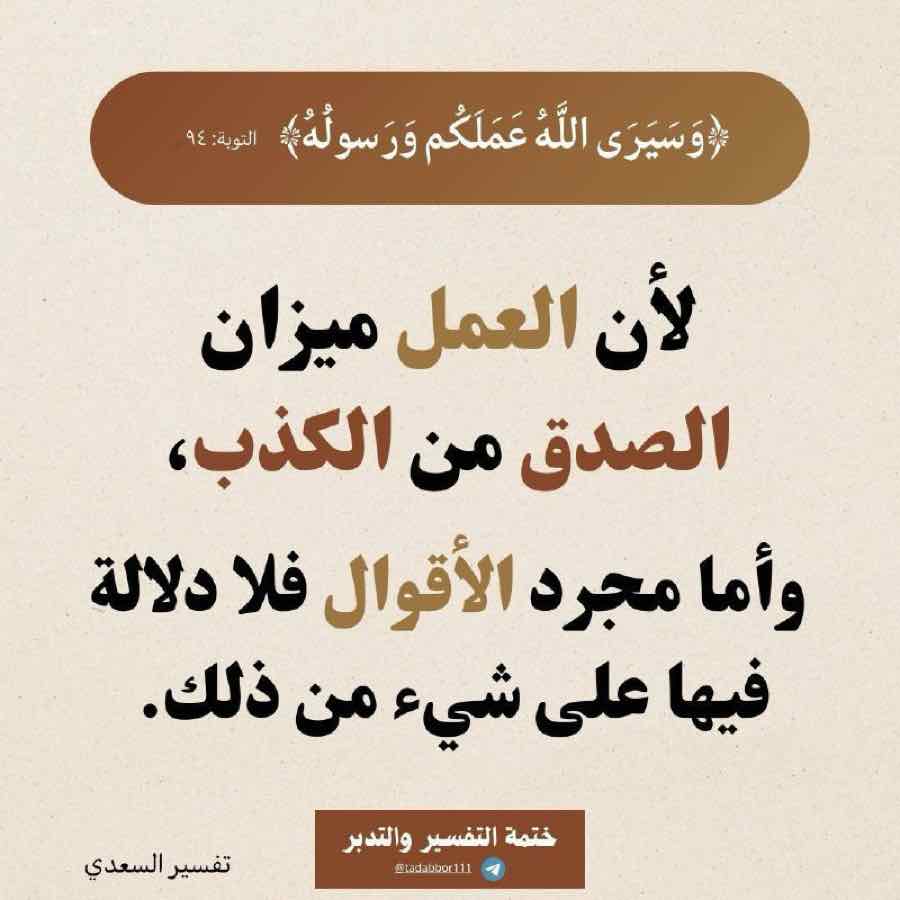 ﴿وَسَيَرَى اللَّهُ عَمَلَكُم وَرَسولُهُ﴾ التوبة: ٩٤
لأن العمل ميزان
الصدق من الكذب،
وأما مجرد الأقوال فلا دلالة
فيها على شيء من ذلك.
ختمة التفسير والتدبر
@tadabbor111
تفسير السعدي